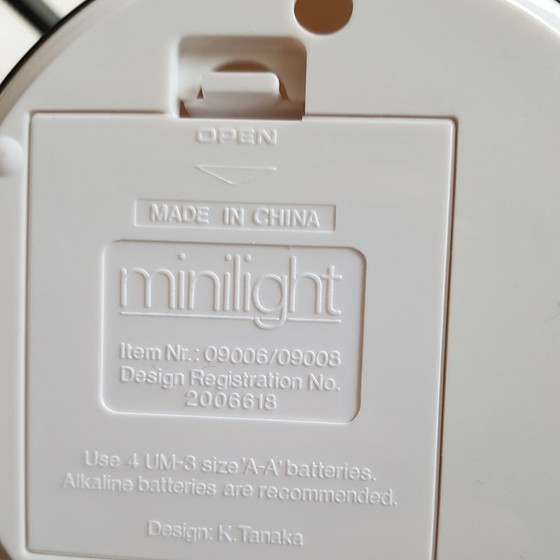 OPEN
MADE IN CHINA
minilight
Item Nr.: 09006/09008
Design Registration No.
2006618
Use 4 UM-3 size 'A-A' batteries.
Alkaline batteries are recommended.
Design: K.Tanaka